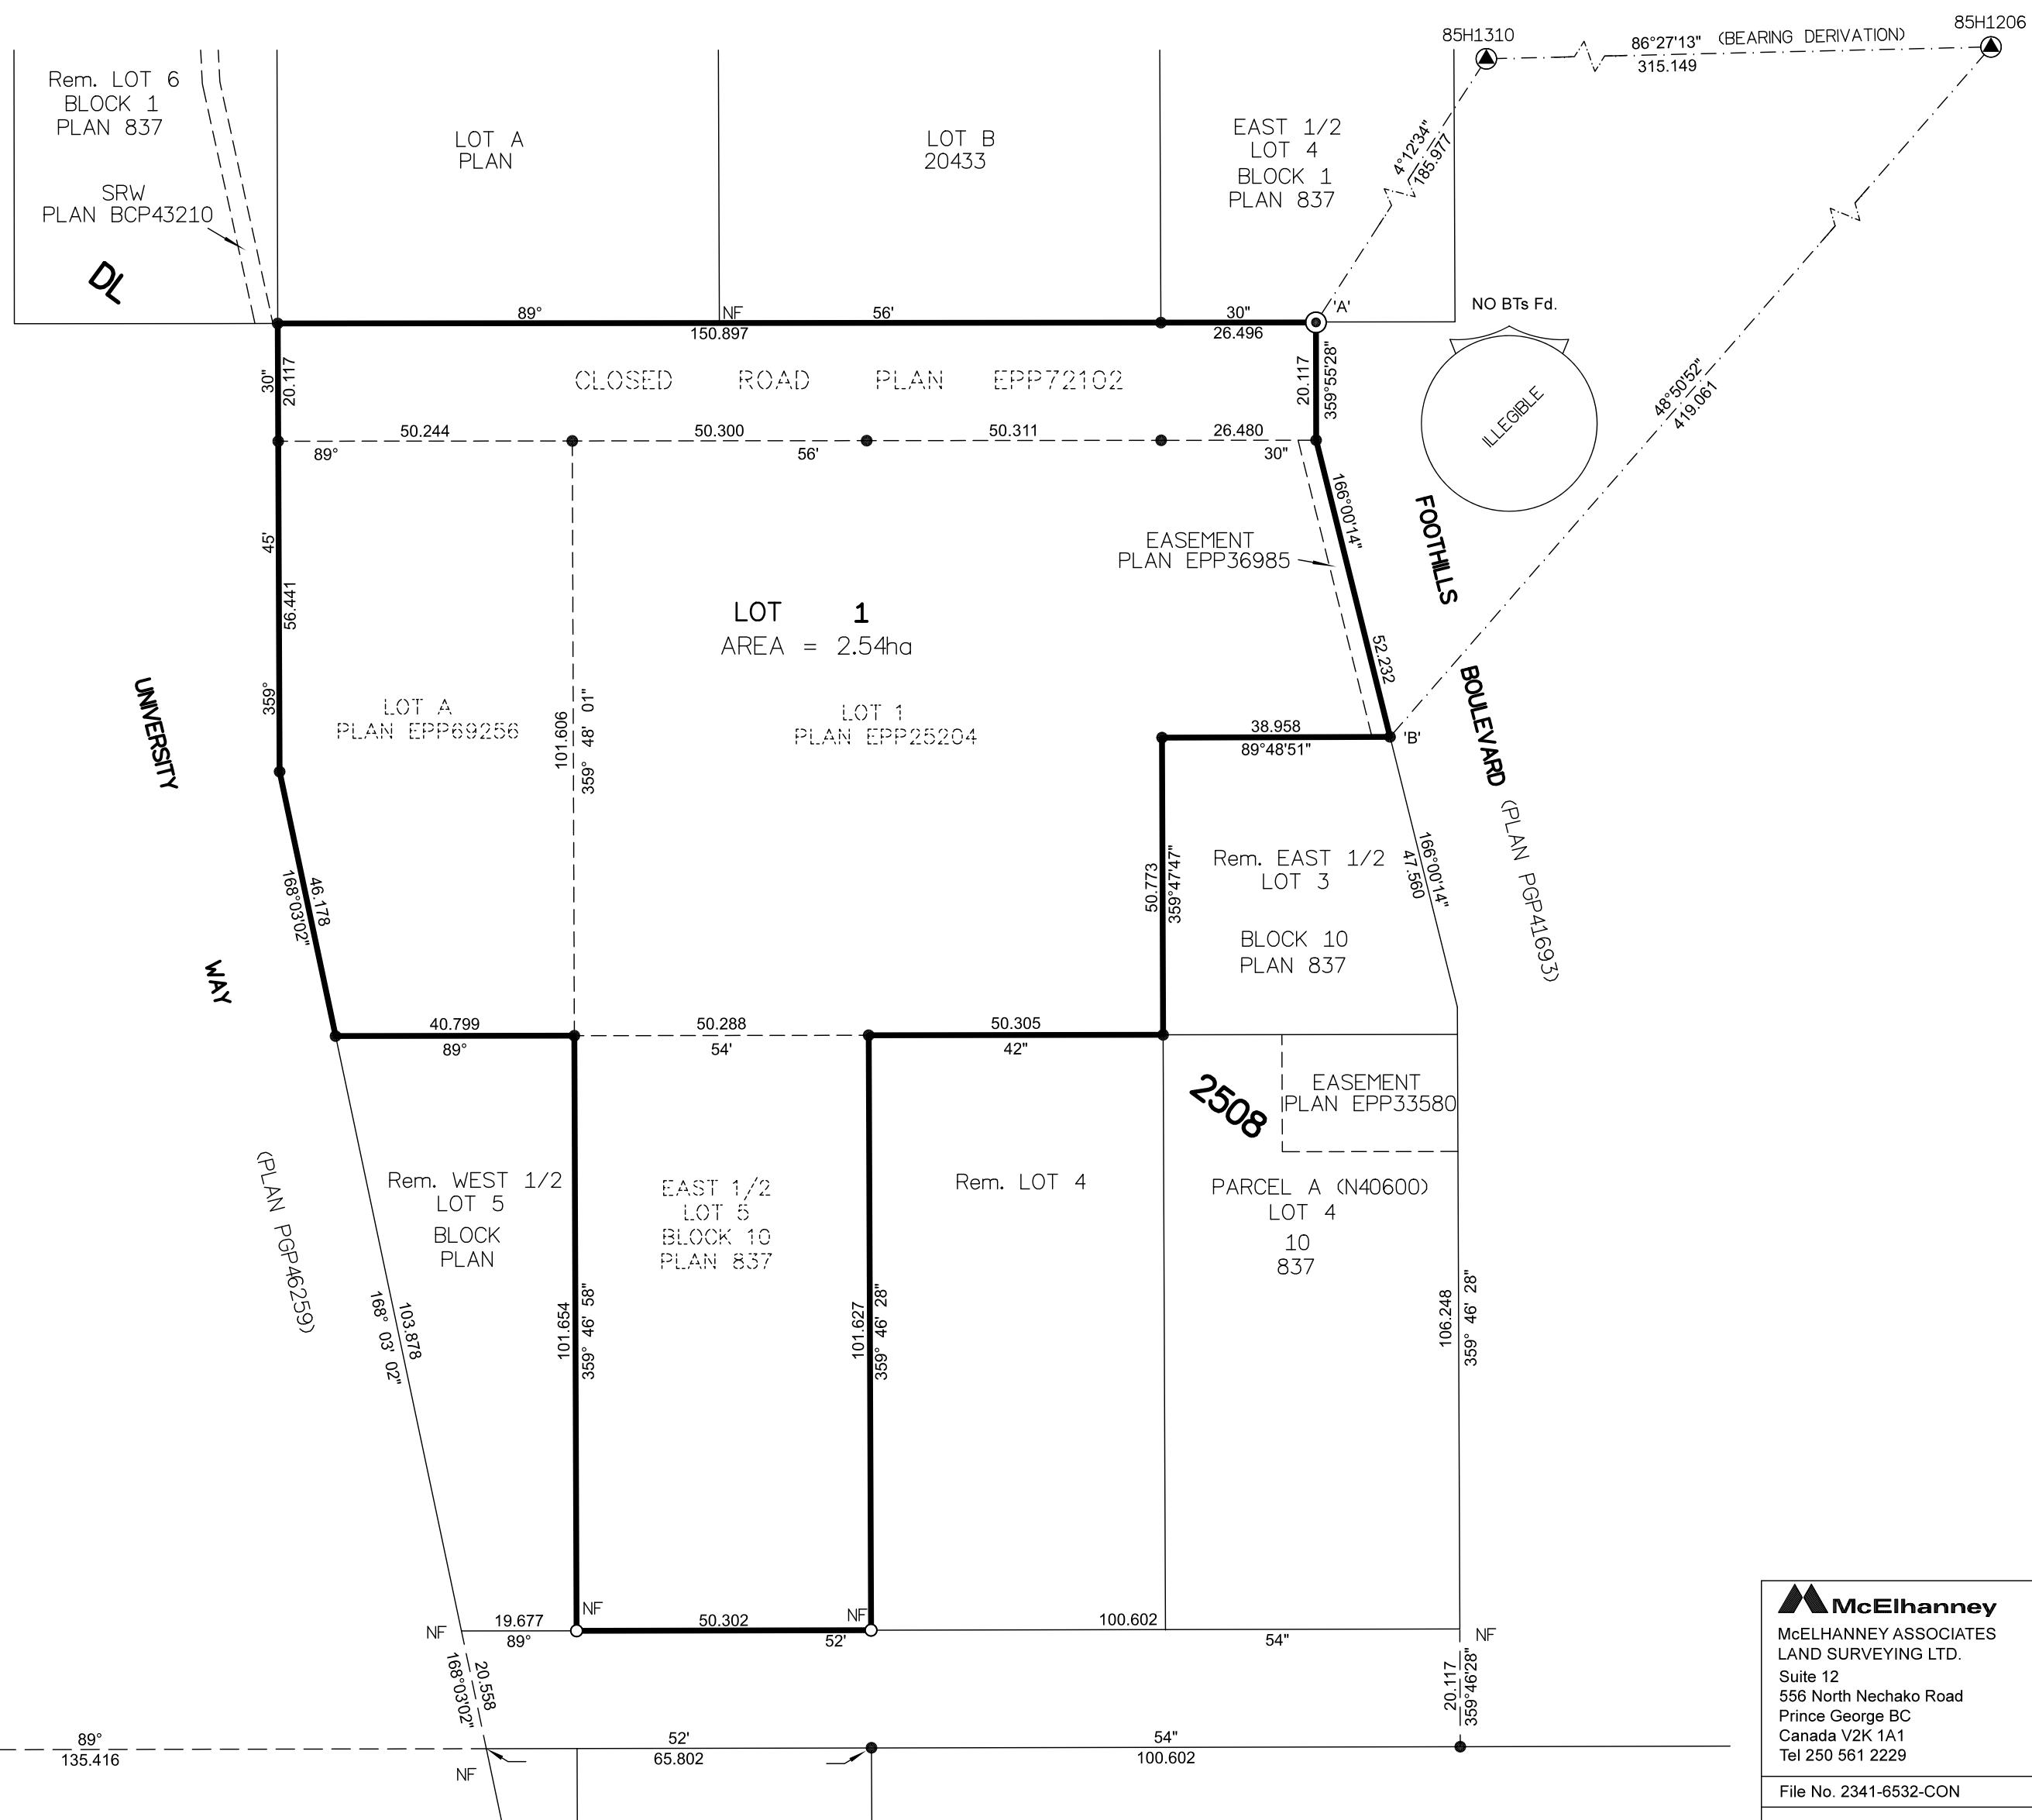 85H1206
85H1310
86°27'13" (BEARING DERIVATION)
315.149
Rem. LOT 6
BLOCK 1
PLAN 837
LOT A
PLAN
LOT B
20433
EAST 1/2
LOT 4
BLOCK 1
PLAN 837
4°12'34"
185.977
SRW
PLAN BCP43210
DL
NO BTs Fd.
'A'
ILLEGIBLE
89° NF 56' 30"
150.897 26.496
30"
20.117
CLOSED ROAD PLAN EPP72102
20.117
359°55'28"
48°50'52"
419.061
50.244 50.300 50.311 26.480
89° 56' 30"
45'
56.441
359°
166°00'14"
52.232
EASEMENT
PLAN EPP36985
FOOTHILLS
BOULEVARD
(PLAN PGP41693)
LOT 1
AREA = 2.54ha
UNIVERSITY
WAY
LOT A
PLAN EPP69256
101.606
359° 48' 01"
LOT 1
PLAN EPP25204
38.958
89°48'51"
'B'
50.773
359°47'47"
Rem. EAST 1/2
LOT 3
BLOCK 10
PLAN 837
166°00'14"
47.560
46.178
168°03'02"
40.799 50.288 50.305
89° 54' 42"
2508
EASEMENT
PLAN EPP33580
(PLAN PGP46259)
Rem. WEST 1/2
LOT 5
BLOCK
PLAN
EAST 1/2
LOT 5
BLOCK 10
PLAN 837
Rem. LOT 4
PARCEL A (N40600)
LOT 4
10
837
103.878
168° 03' 02"
101.654
359° 46' 58"
101.627
359° 46' 28"
106.248
359° 46' 28"
NF 19.677 NF 50.302 NF 100.602 NF
89° 52' 54"
20.558
168°03'02"
20.117
359°46'28"
89° 52' 54"
135.416 65.802 100.602
NF
McElhanney
McELHANNEY ASSOCIATES
LAND SURVEYING LTD.
Suite 12
556 North Nechako Road
Prince George BC
Canada V2K 1A1
Tel 250 561 2229
File No. 2341-6532-CON